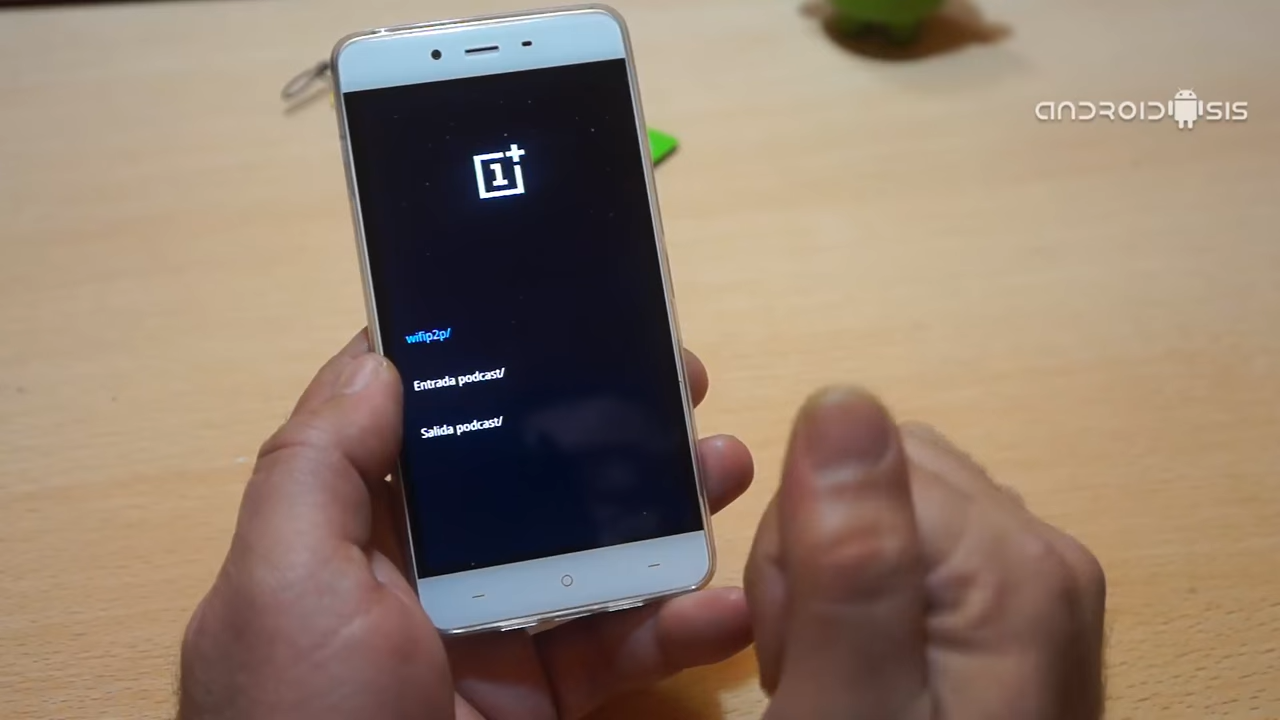 ANDROIDSIS
1+
wifip2p/
Entrada podcast/
Salida podcast/